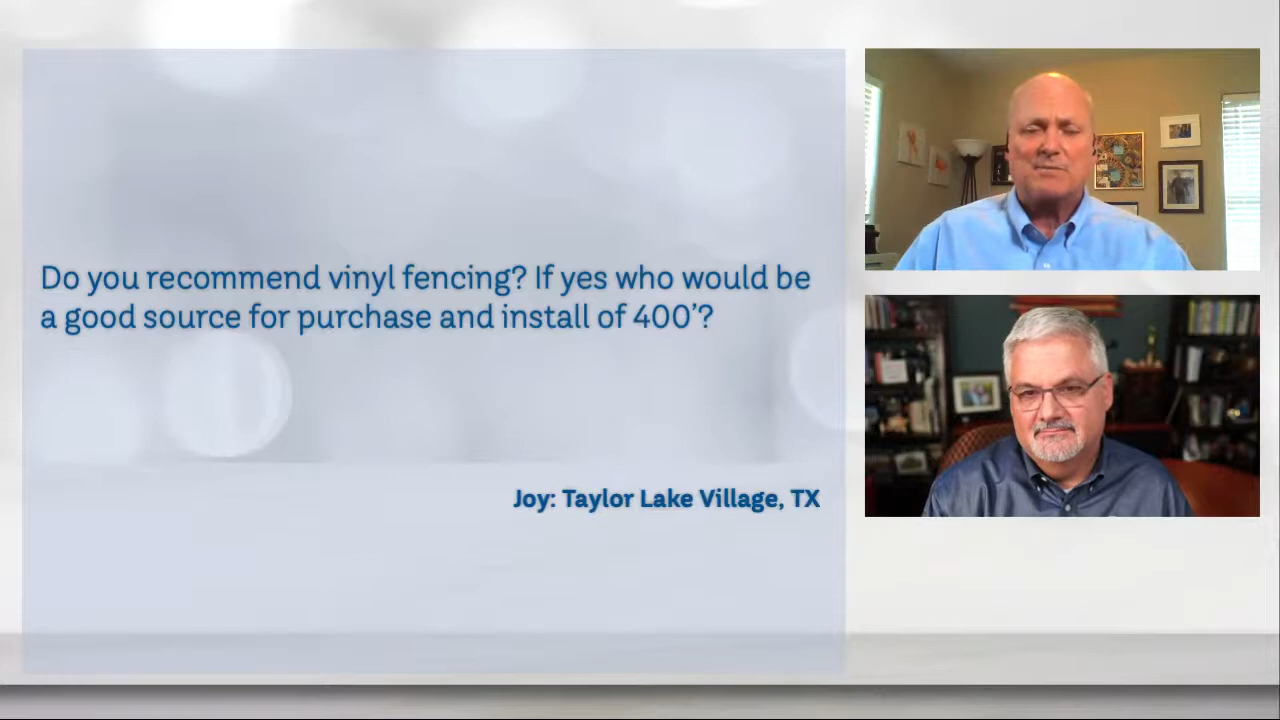 Do you recommend vinyl fencing? If yes who would be
a good source for purchase and install of 400’?
Joy: Taylor Lake Village, TX